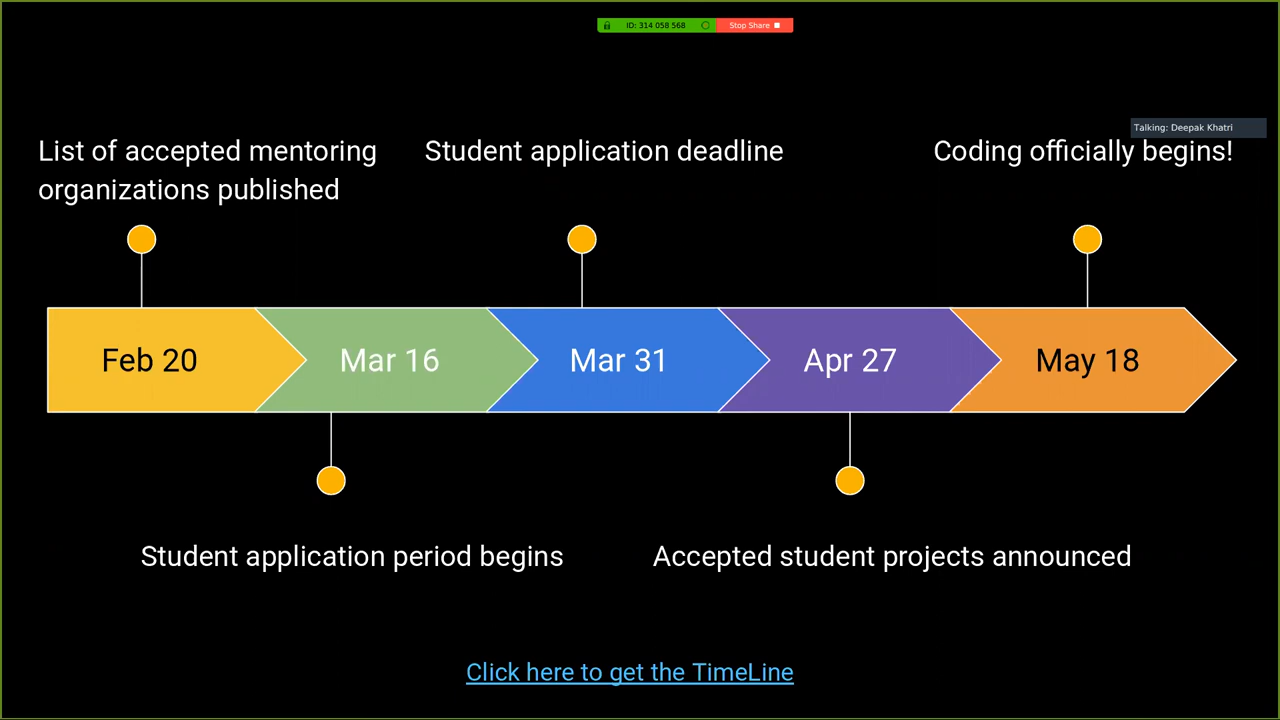 ID: 314 058 568
Stop Share
Talking: Deepak Khatri
List of accepted mentoring
organizations published
Student application deadline
Coding officially begins!
Feb 20
Mar 16
Mar 31
Apr 27
May 18
Student application period begins
Accepted student projects announced
Click here to get the TimeLine